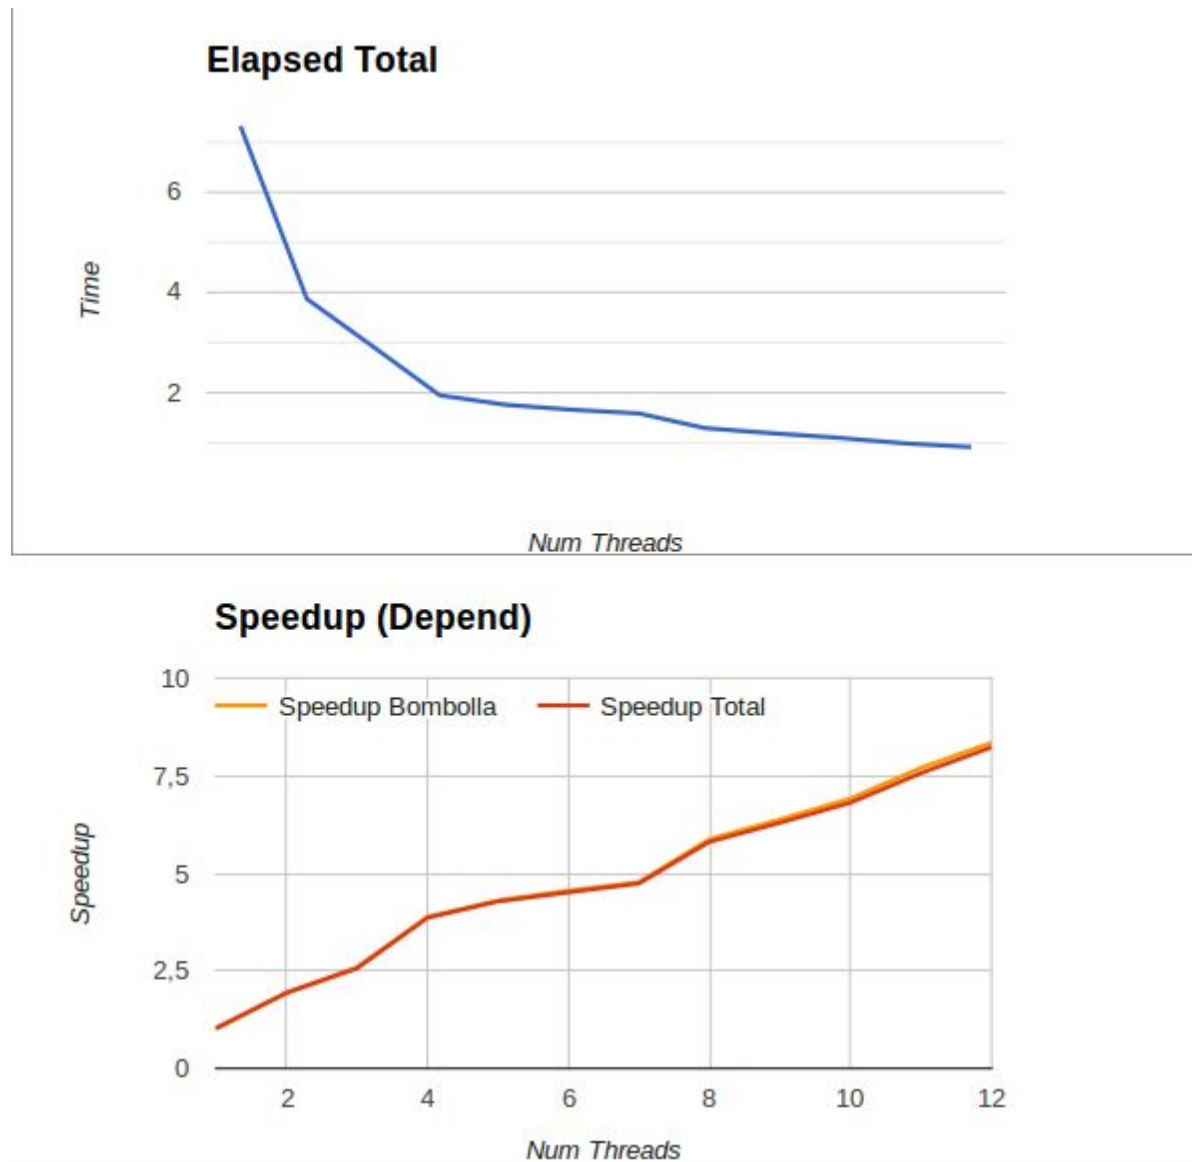 Elapsed Total
6
4
2
Time
Num Threads
Speedup (Depend)
Speedup Bombolla Speedup Total
10
7,5
5
2,5
0
Speedup
2 4 6 8 10 12
Num Threads